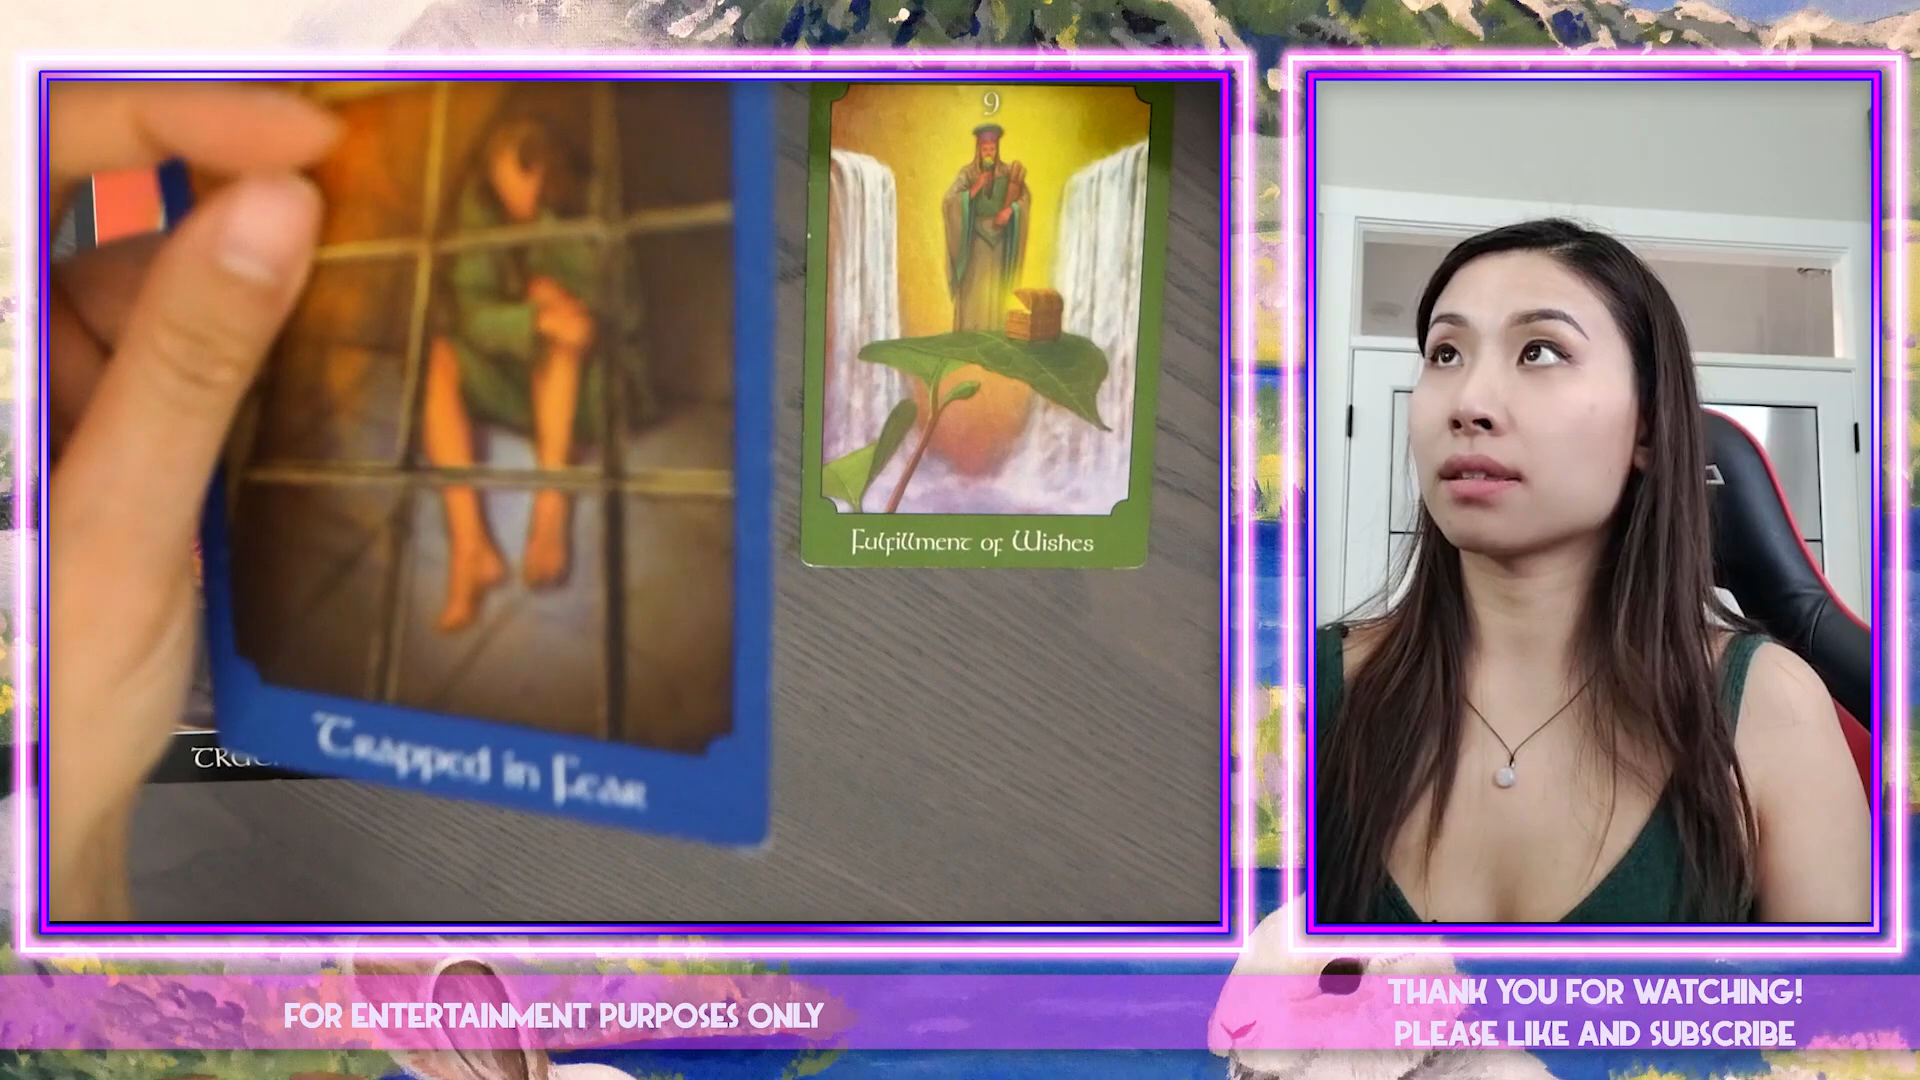 9
Fulfillment of Wishes
Trapped in Fear
FOR ENTERTAINMENT PURPOSES ONLY
THANK YOU FOR WATCHING!
PLEASE LIKE AND SUBSCRIBE